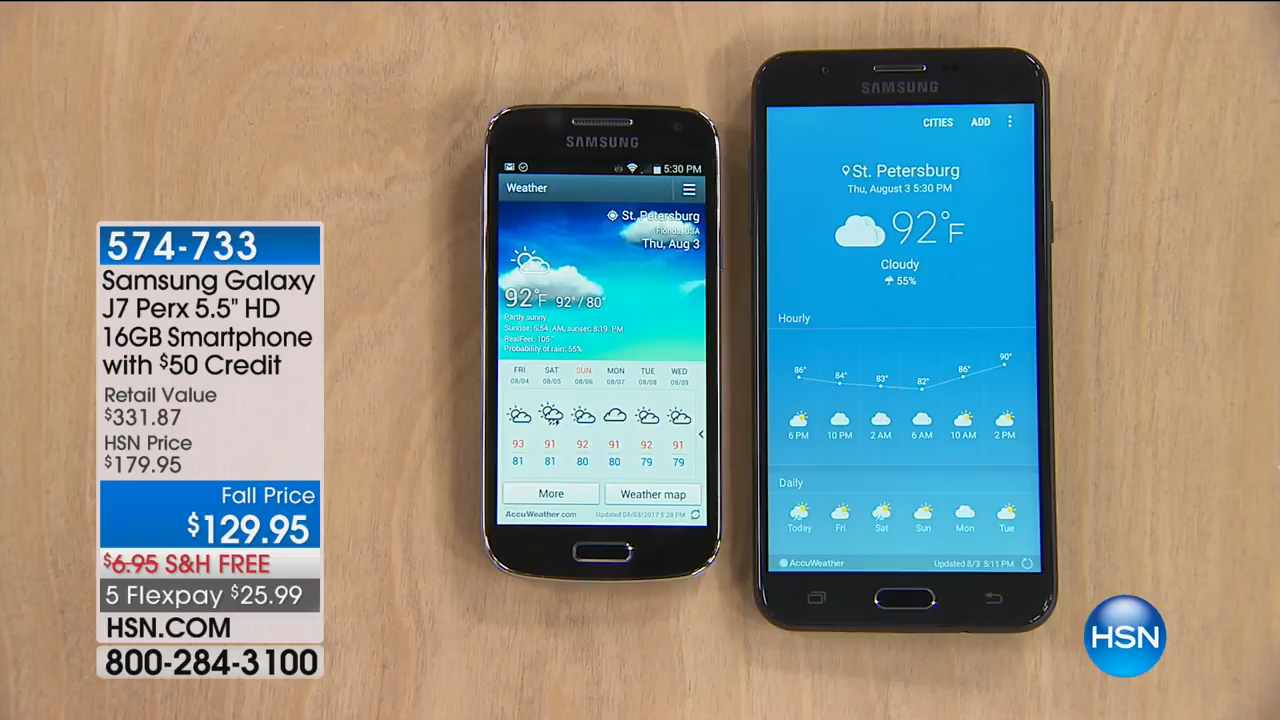 574-733
Samsung Galaxy
J7 Perx 5.5" HD
16GB Smartphone
with $50 Credit
Retail Value
$331.87
HSN Price
$179.95
Fall Price
$129.95
$6.95 S&H FREE
5 Flexpay $25.99
HSN.COM
800-284-3100
SAMSUNG
5:30 PM
Weather
St. Petersburg
Florida, USA
Thu, Aug 3
92°F 92°/ 80°
Partly sunny
Sunrise: 6:54 AM, sunset: 8:19 PM
RealFeel: 105°
Probability of rain: 55%
FRI SAT SUN MON TUE WED
08/04 08/05 08/06 08/07 08/08 08/09
93 91 92 91 92 91
81 81 80 80 79 79
More Weather map
AccuWeather.com Updated 08/03/2017 5:28 PM
SAMSUNG
CITIES ADD
St. Petersburg
Thu, August 3 5:30 PM
92°F
Cloudy
55%
Hourly
86° 84° 83° 82° 86° 90°
6 PM 10 PM 2 AM 6 AM 10 AM 2 PM
Daily
Today Fri Sat Sun Mon Tue
AccuWeather Updated 8/3 5:11 PM
HSN